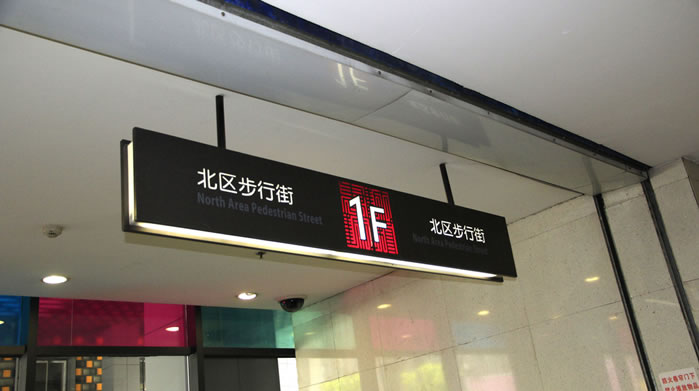 北区步行街
North Area Pedestrian Street
1F
北区步行街
North Area Pedestrian Street